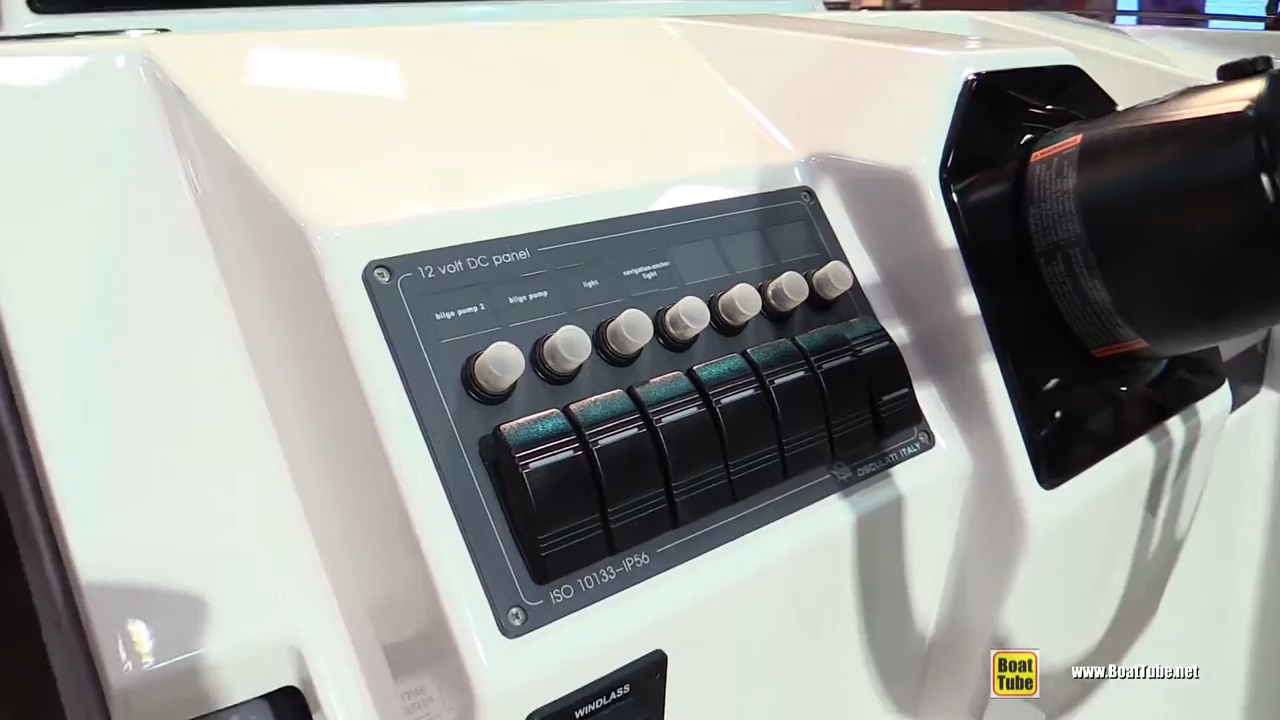 12 volt DC panel
bilge pump 2
bilge pump
light
navigation-anchor
light
OSCULATI ITALY
ISO 10133-IP56
WINDLASS
Boat
Tube
www.BoatTube.net